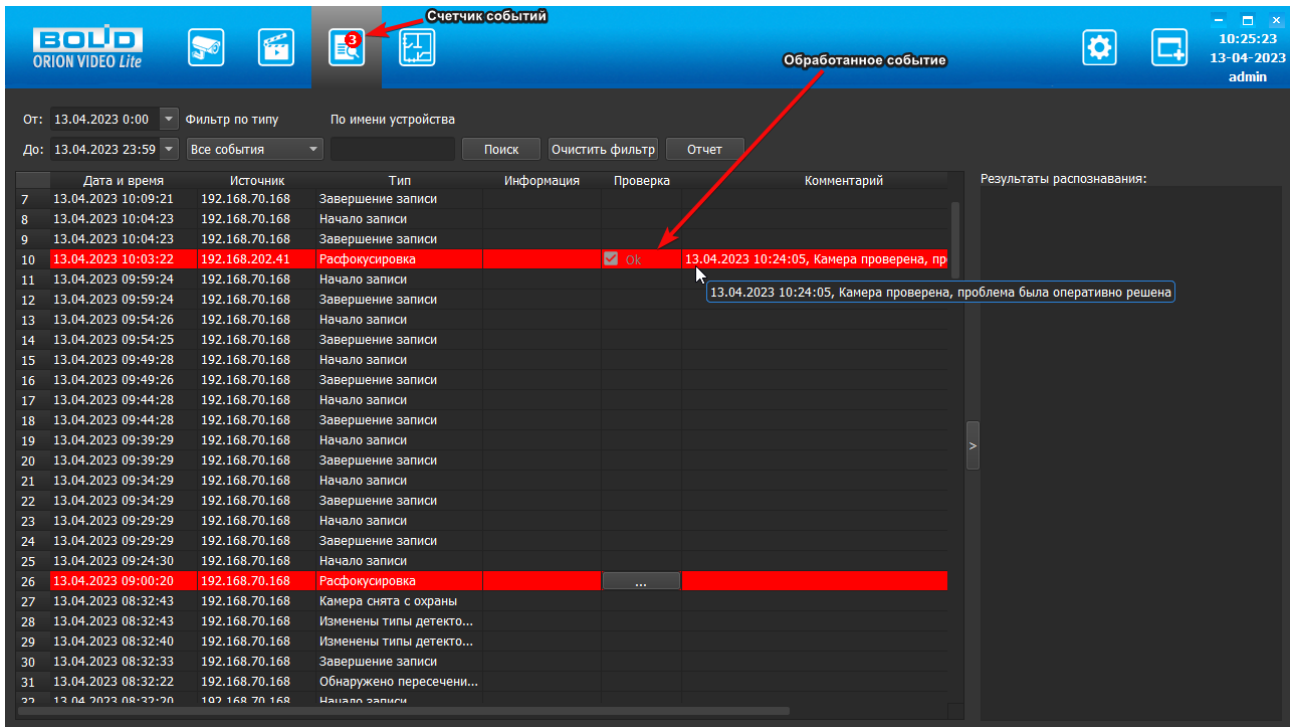 Счетчик событий
3
BOLID
ORION VIDEO Lite
10:25:23
13-04-2023
admin
Обработанное событие
От: 13.04.2023 0:00 Фильтр по типу По имени устройства
До: 13.04.2023 23:59 Все события Поиск Очистить фильтр Отчет
Дата и время Источник Тип Информация Проверка Комментарий
Результаты распознавания:
7 13.04.2023 10:09:21 192.168.70.168 Завершение записи
8 13.04.2023 10:04:23 192.168.70.168 Начало записи
9 13.04.2023 10:04:23 192.168.70.168 Завершение записи
10 13.04.2023 10:03:22 192.168.202.41 Расфокусировка Ok 13.04.2023 10:24:05, Камера проверена, пр
11 13.04.2023 09:59:24 192.168.70.168 Начало записи
13.04.2023 10:24:05, Камера проверена, проблема была оперативно решена
12 13.04.2023 09:59:24 192.168.70.168 Завершение записи
13 13.04.2023 09:54:26 192.168.70.168 Начало записи
14 13.04.2023 09:54:25 192.168.70.168 Завершение записи
15 13.04.2023 09:49:28 192.168.70.168 Начало записи
16 13.04.2023 09:49:26 192.168.70.168 Завершение записи
17 13.04.2023 09:44:28 192.168.70.168 Начало записи
18 13.04.2023 09:44:28 192.168.70.168 Завершение записи
19 13.04.2023 09:39:29 192.168.70.168 Начало записи
20 13.04.2023 09:39:29 192.168.70.168 Завершение записи
21 13.04.2023 09:34:29 192.168.70.168 Начало записи
22 13.04.2023 09:34:29 192.168.70.168 Завершение записи
23 13.04.2023 09:29:29 192.168.70.168 Начало записи
24 13.04.2023 09:29:29 192.168.70.168 Завершение записи
25 13.04.2023 09:24:30 192.168.70.168 Начало записи
26 13.04.2023 09:00:20 192.168.70.168 Расфокусировка ...
27 13.04.2023 08:32:43 192.168.70.168 Камера снята с охраны
28 13.04.2023 08:32:43 192.168.70.168 Изменены типы детекто...
29 13.04.2023 08:32:40 192.168.70.168 Изменены типы детекто...
30 13.04.2023 08:32:33 192.168.70.168 Завершение записи
31 13.04.2023 08:32:22 192.168.70.168 Обнаружено пересечени...
32 13.04.2023 08:32:20 192.168.70.168 Начало записи